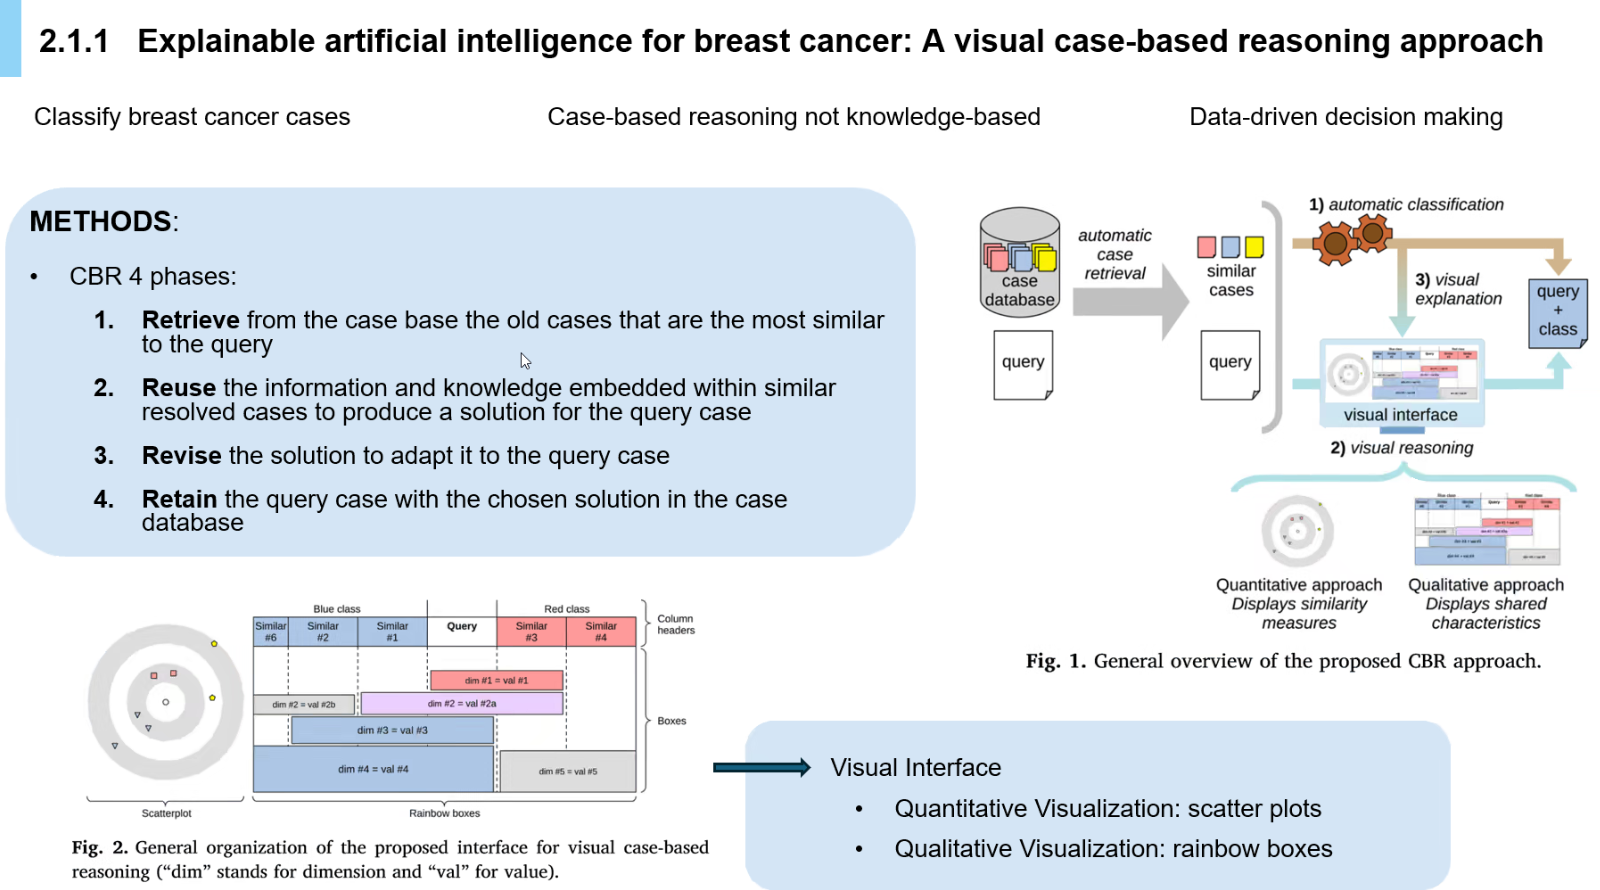 2.1.1 Explainable artificial intelligence for breast cancer: A visual case-based reasoning approach
Classify breast cancer cases
Case-based reasoning not knowledge-based
Data-driven decision making
METHODS:
• CBR 4 phases:
1. Retrieve from the case base the old cases that are the most similar
to the query
2. Reuse the information and knowledge embedded within similar
resolved cases to produce a solution for the query case
3. Revise the solution to adapt it to the query case
4. Retain the query case with the chosen solution in the case
database
case
database
query
automatic
case
retrieval
similar
cases
query
1) automatic classification
3) visual
explanation
query
+
class
visual interface
2) visual reasoning
Quantitative approach
Displays similarity
measures
Qualitative approach
Displays shared
characteristics
Fig. 1. General overview of the proposed CBR approach.
Blue class
Red class
Similar
#6
Similar
#2
Similar
#1
Query
Similar
#3
Similar
#4
Column
headers
dim #1 = val #1
dim #2 = val #2b
dim #2 = val #2a
dim #3 = val #3
dim #4 = val #4
dim #5 = val #5
Boxes
Scatterplot
Rainbow boxes
Fig. 2. General organization of the proposed interface for visual case-based
reasoning (“dim” stands for dimension and “val” for value).
Visual Interface
• Quantitative Visualization: scatter plots
• Qualitative Visualization: rainbow boxes